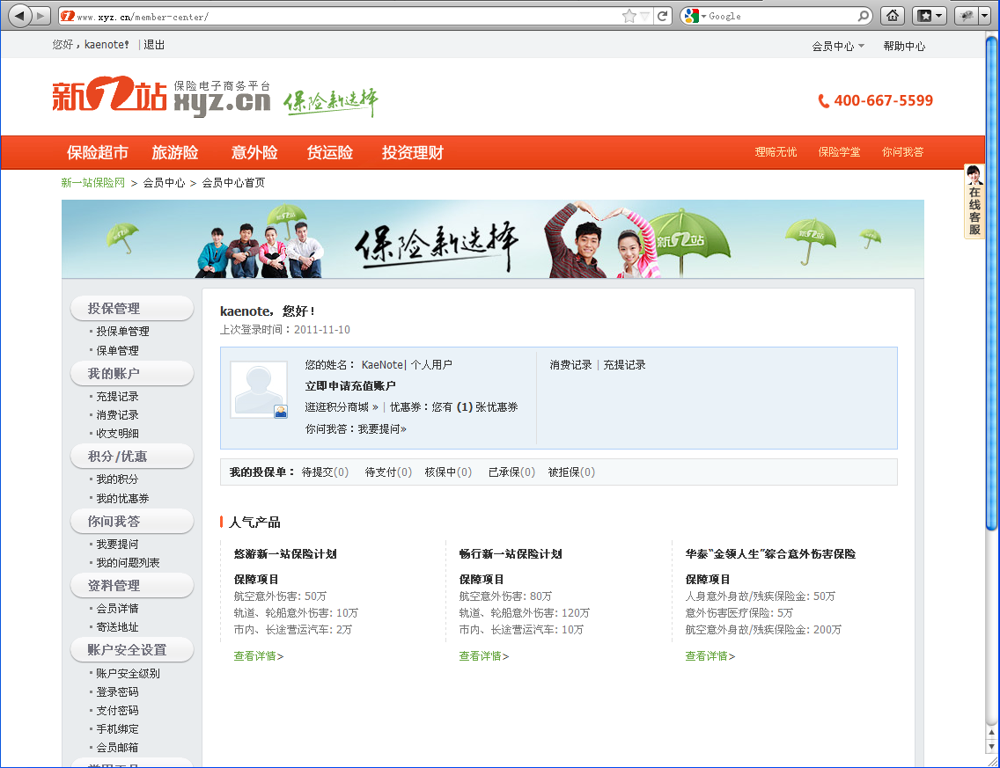 www.xyz.cn/member-center/
Google
您好，kaenote! |退出
会员中心 帮助中心
新一站 保险电子商务平台
xyz.cn
保险新选择
400-667-5599
保险超市 旅游险 意外险 货运险 投资理财 理赔无忧 保险学堂 你问我答
新一站保险网 > 会员中心 > 会员中心首页
在线客服
新一站
保险新选择
新一站
新一站
投保管理
投保单管理
保单管理
我的账户
充提记录
消费记录
收支明细
积分/优惠
我的积分
我的优惠券
你问我答
我要提问
我的问题列表
资料管理
会员详情
寄送地址
账户安全设置
账户安全级别
登录密码
支付密码
手机绑定
会员邮箱
kaenote，您好！
上次登录时间：2011-11-10
您的姓名： KaeNote| 个人用户
立即申请充值账户
逛逛积分商城 » | 优惠券：您有 (1) 张优惠券
你问我答：我要提问»
消费记录 | 充提记录
我的投保单： 待提交(0) 待支付(0) 核保中(0) 已承保(0) 被拒保(0)
人气产品
悠游新一站保险计划
保障项目
航空意外伤害: 50万
轨道、轮船意外伤害: 10万
市内、长途营运汽车: 2万
查看详情>
畅行新一站保险计划
保障项目
航空意外伤害: 80万
轨道、轮船意外伤害: 120万
市内、长途营运汽车: 10万
查看详情>
华泰"金领人生"综合意外伤害保险
保障项目
人身意外身故/残疾保险金: 50万
意外伤害医疗保险: 5万
航空意外身故/残疾保险金: 200万
查看详情>